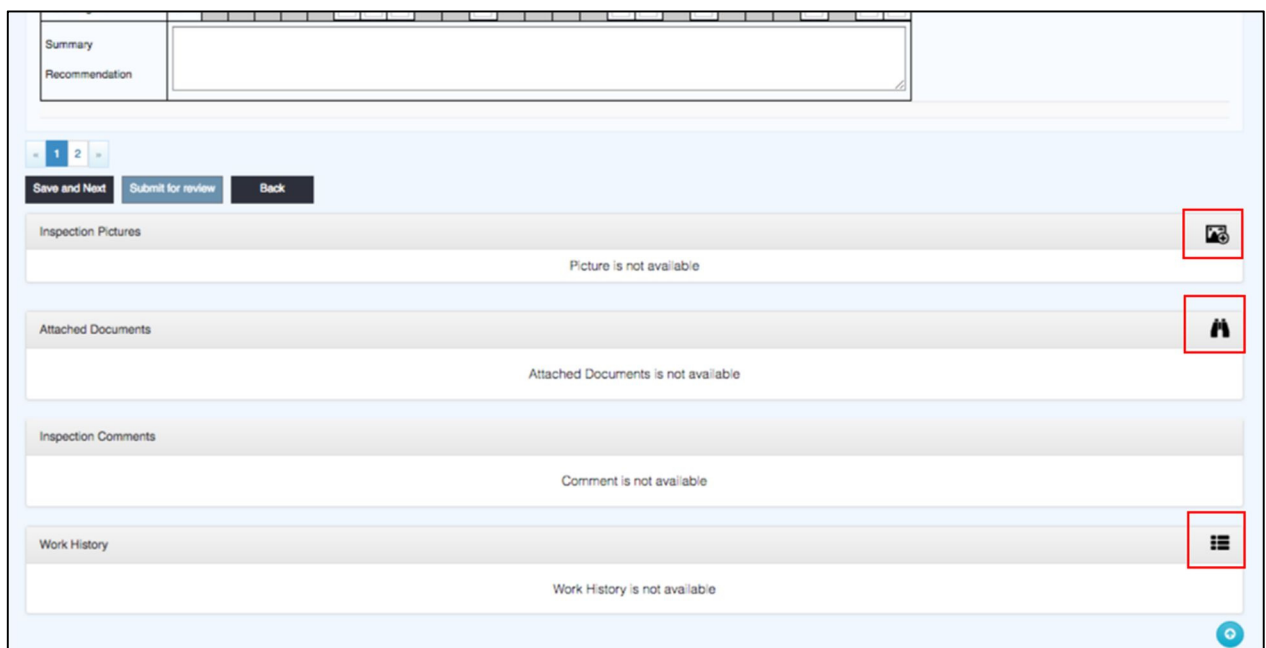 Summary
Recommendation
« 1 2 »
Save and Next Submit for review Back
Inspection Pictures
Picture is not available
Attached Documents
Attached Documents is not available
Inspection Comments
Comment is not available
Work History
Work History is not available